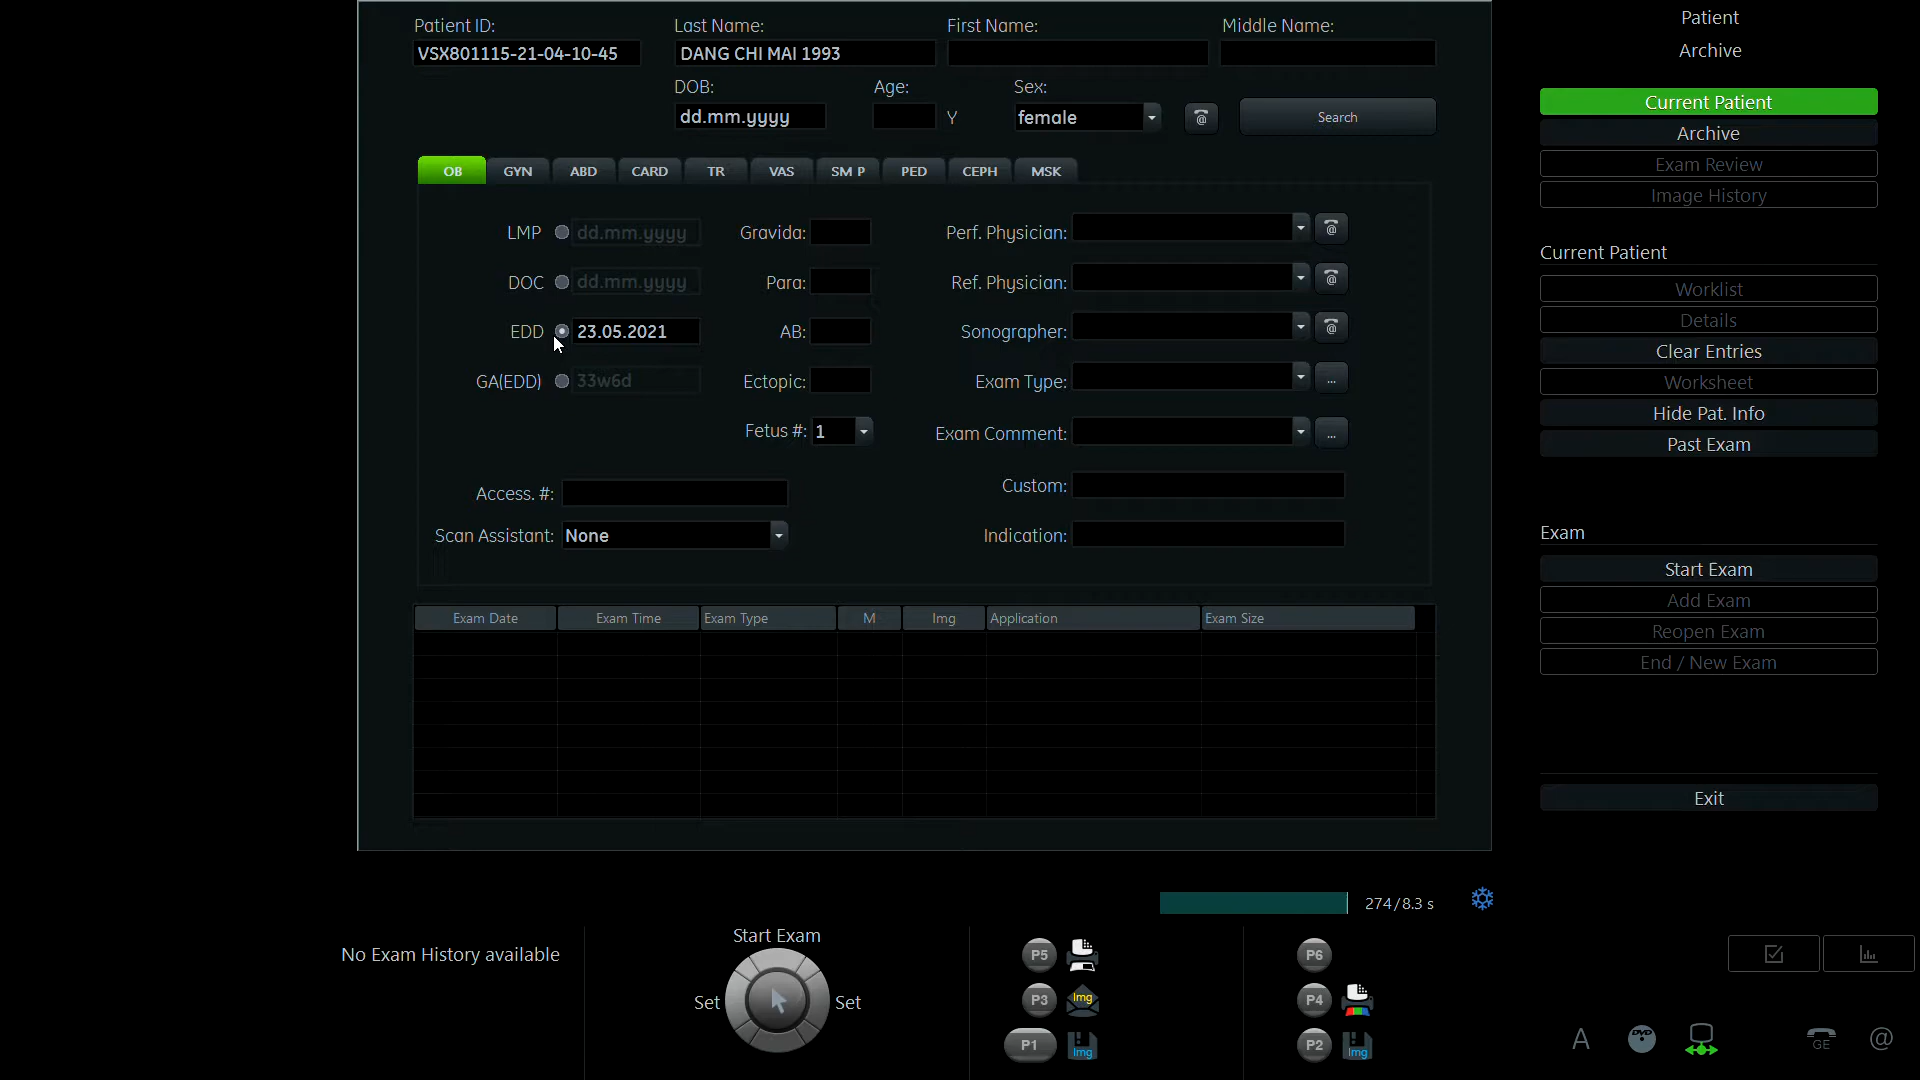 Patient ID: Last Name: First Name: Middle Name:
VSX801115-21-04-10-45 DANG CHI MAI 1993
DOB: Age: Sex:
dd.mm.yyyy Y female @ Search
OB GYN ABD CARD TR VAS SM P PED CEPH MSK
LMP dd.mm.yyyy Gravida: Perf. Physician: @
DOC dd.mm.yyyy Para: Ref. Physician: @
EDD 23.05.2021 AB: Sonographer: @
GA(EDD) 33w6d Ectopic: Exam Type: ...
Fetus #: 1 Exam Comment: ...
Access. #: Custom:
Scan Assistant: None Indication:
Exam Date Exam Time Exam Type M Img Application Exam Size
Patient
Archive
Current Patient
Archive
Exam Review
Image History
Current Patient
Worklist
Details
Clear Entries
Worksheet
Hide Pat. Info
Past Exam
Exam
Start Exam
Add Exam
Reopen Exam
End / New Exam
Exit
274/8.3 s
No Exam History available
Start Exam
Set Set
P5 P6
P3 Img P4
P1 Img P2 Img
A DVD GE @